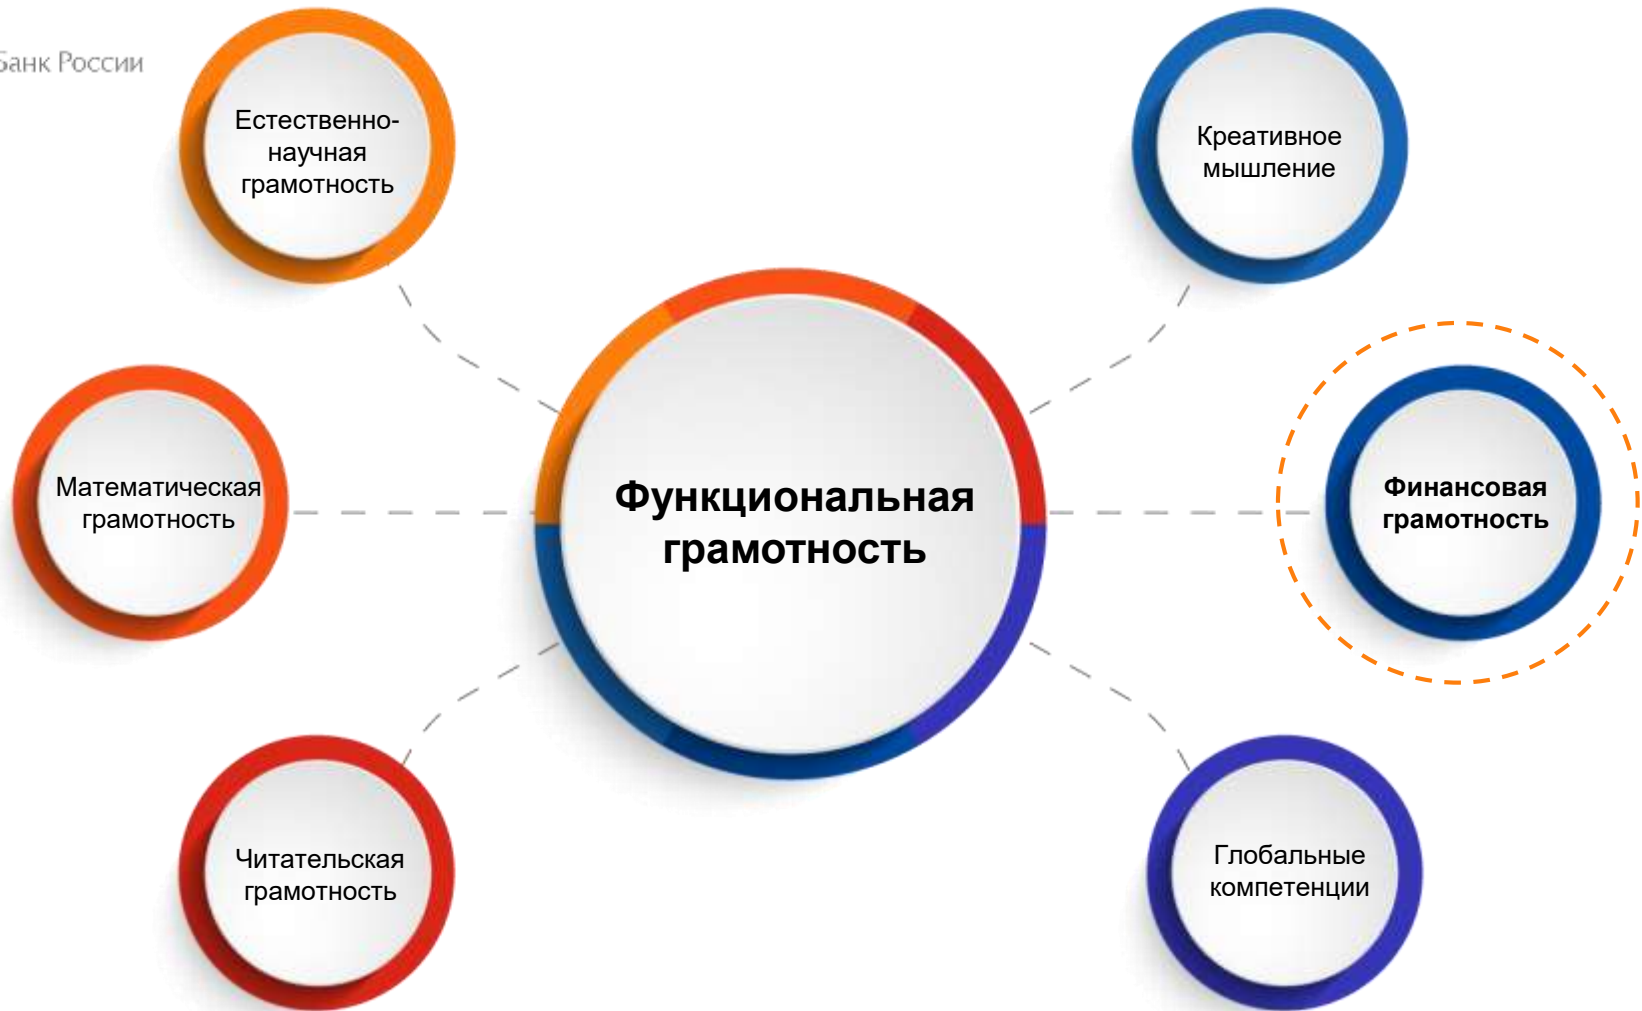 Банк России
Естественно-
научная
грамотность
Креативное
мышление
Математическая
грамотность
Функциональная
грамотность
Финансовая
грамотность
Читательская
грамотность
Глобальные
компетенции